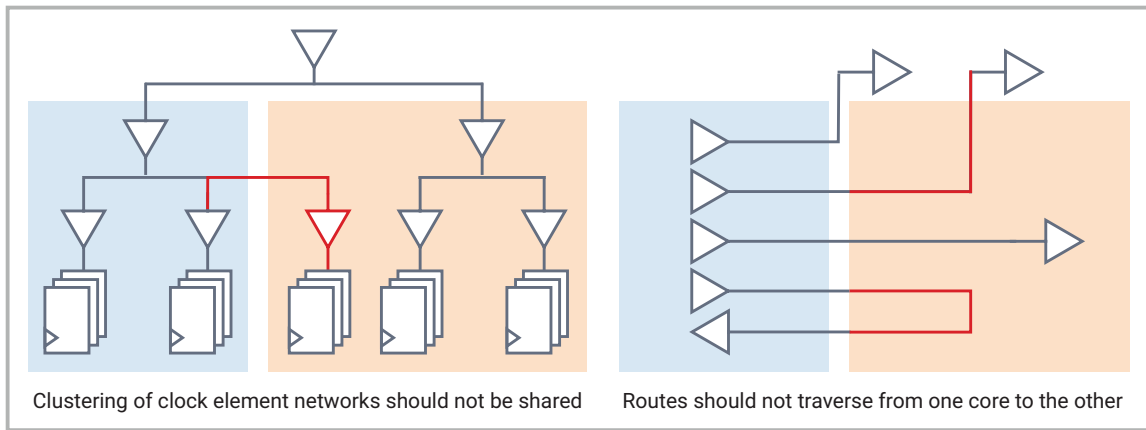 Clustering of clock element networks should not be shared
Routes should not traverse from one core to the other